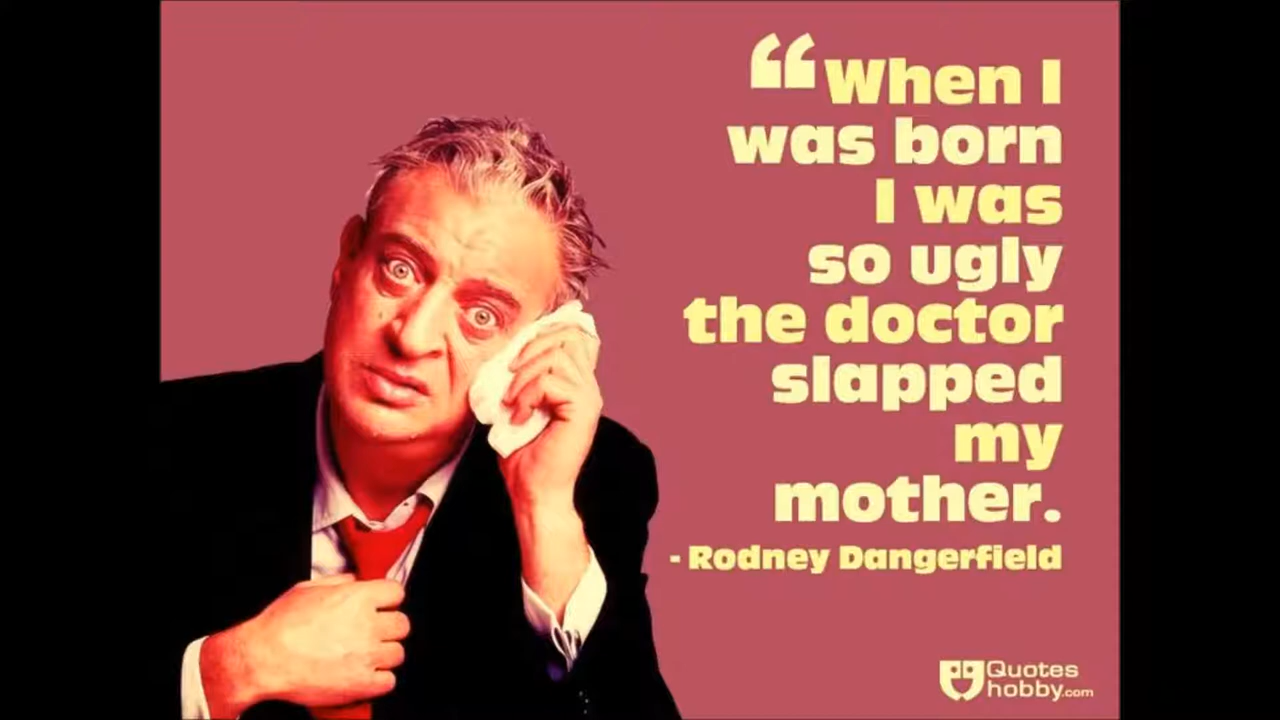 “When I
was born
I was
so ugly
the doctor
slapped
my
mother.
- Rodney Dangerfield
Quotes
hobby.com